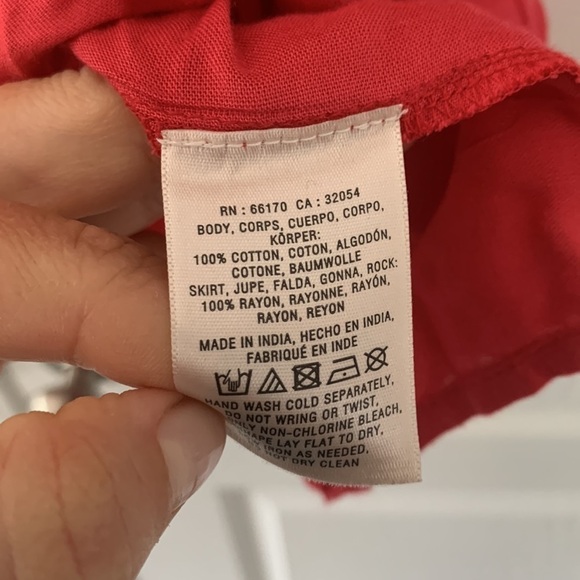 RN : 66170 CA : 32054
BODY, CORPS, CUERPO, CORPO,
KÖRPER:
100% COTTON, COTON, ALGODÓN,
COTONE, BAUMWOLLE
SKIRT, JUPE, FALDA, GONNA, ROCK:
100% RAYON, RAYONNE, RAYÓN,
RAYON, REYON
MADE IN INDIA, HECHO EN INDIA,
FABRIQUÉ EN INDE
HAND WASH COLD SEPARATELY,
DO NOT WRING OR TWIST,
ONLY NON-CHLORINE BLEACH,
LAY FLAT TO DRY,
IRON AS NEEDED,
DRY CLEAN